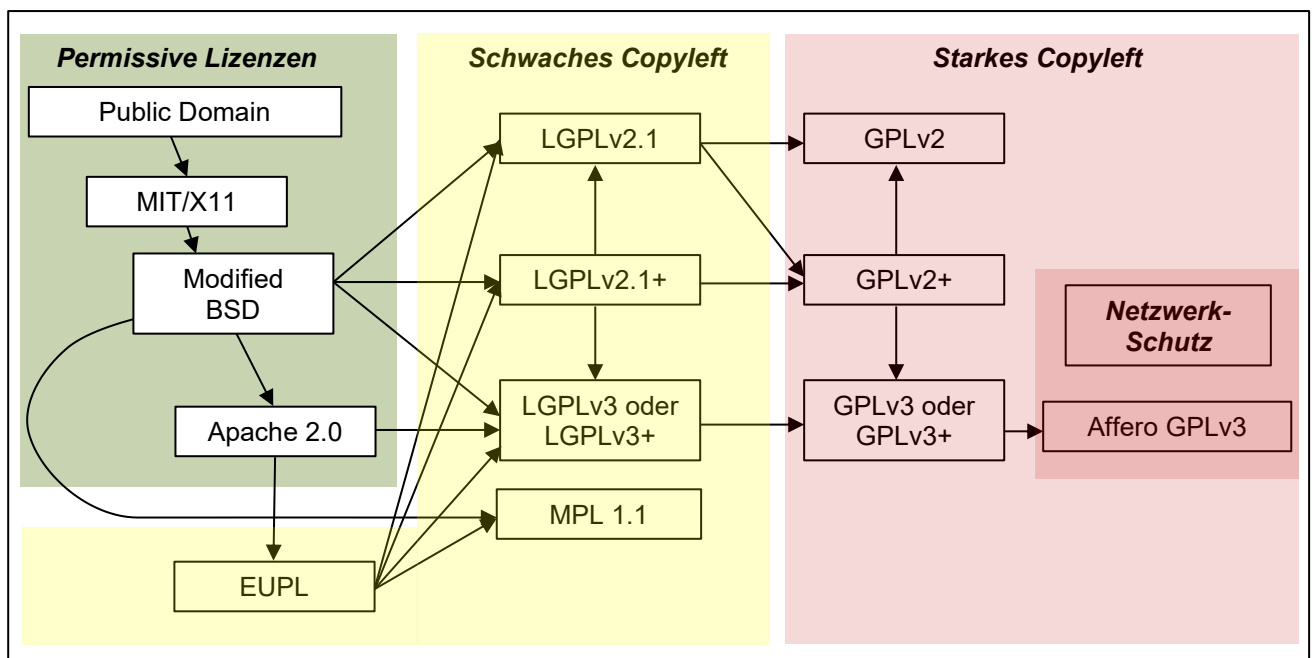 Permissive Lizenzen
Public Domain
MIT/X11
Modified
BSD
Apache 2.0
Schwaches Copyleft
LGPLv2.1
LGPLv2.1+
LGPLv3 oder
LGPLv3+
MPL 1.1
EUPL
Starkes Copyleft
GPLv2
GPLv2+
GPLv3 oder
GPLv3+
Netzwerk-
Schutz
Affero GPLv3